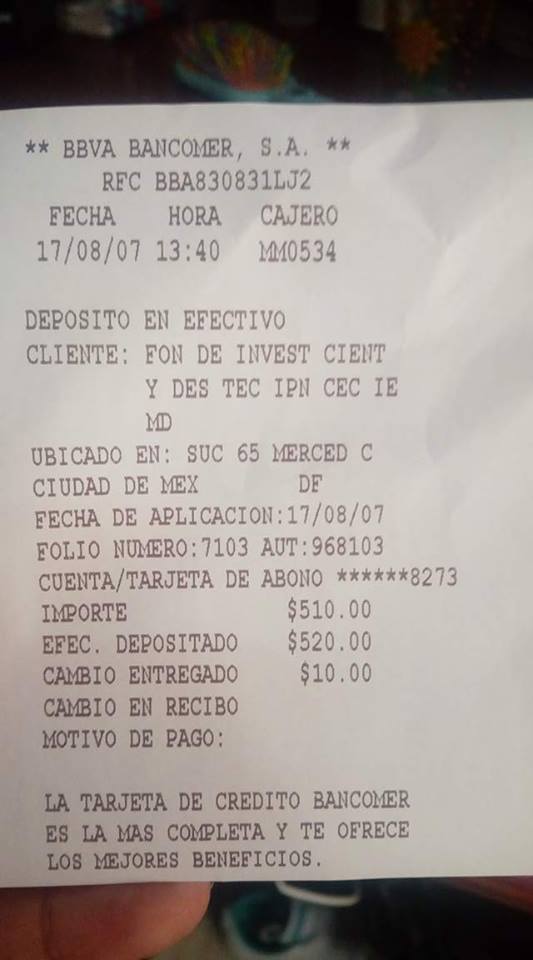 ** BBVA BANCOMER, S.A. **
RFC BBA830831LJ2
FECHA HORA CAJERO
17/08/07 13:40 MM0534
DEPOSITO EN EFECTIVO
CLIENTE: FON DE INVEST CIENT
Y DES TEC IPN CEC IE
MD
UBICADO EN: SUC 65 MERCED C
CIUDAD DE MEX DF
FECHA DE APLICACION:17/08/07
FOLIO NUMERO:7103 AUT:968103
CUENTA/TARJETA DE ABONO ******8273
IMPORTE $510.00
EFEC. DEPOSITADO $520.00
CAMBIO ENTREGADO $10.00
CAMBIO EN RECIBO
MOTIVO DE PAGO:
LA TARJETA DE CREDITO BANCOMER
ES LA MAS COMPLETA Y TE OFRECE
LOS MEJORES BENEFICIOS.